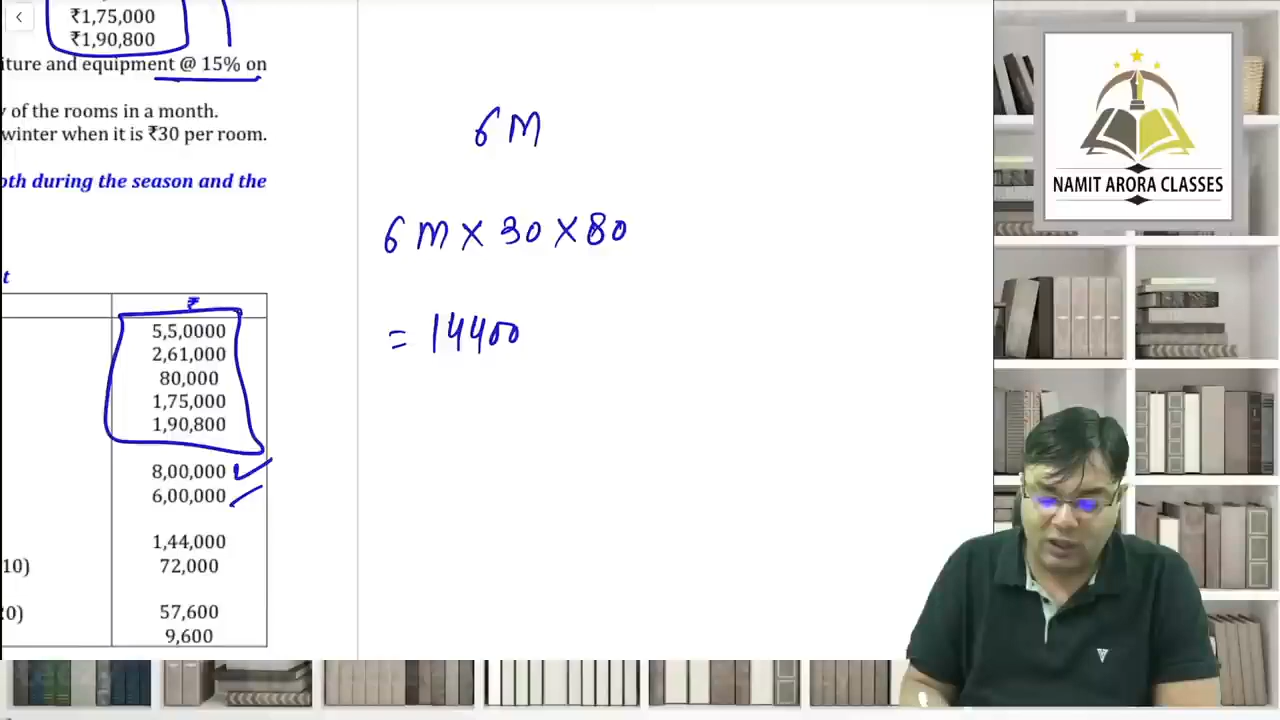 ₹1,75,000
₹1,90,800
iture and equipment @ 15% on
of the rooms in a month.
winter when it is ₹30 per room.
oth during the season and the
t
₹
5,5,0000
2,61,000
80,000
1,75,000
1,90,800
8,00,000
6,00,000
1,44,000
10) 72,000
0) 57,600
9,600
6 M
6 M X 30 X 80
= 14400
NAMIT ARORA CLASSES